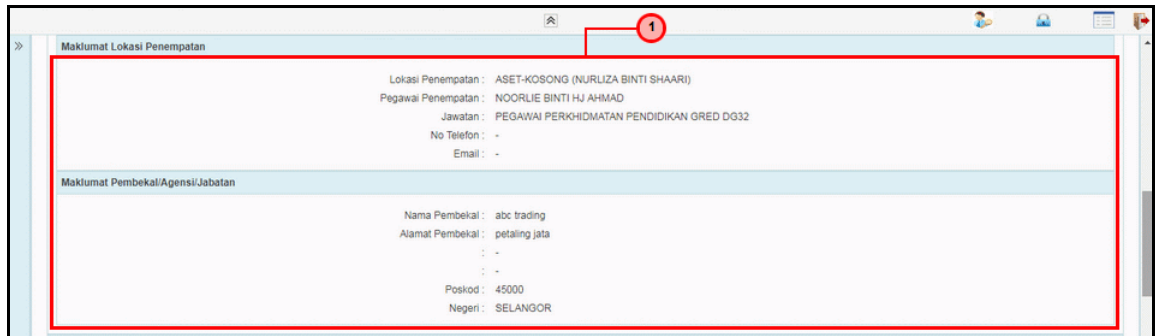 1
Maklumat Lokasi Penempatan
Lokasi Penempatan : ASET-KOSONG (NURLIZA BINTI SHAARI)
Pegawai Penempatan : NOORLIE BINTI HJ AHMAD
Jawatan : PEGAWAI PERKHIDMATAN PENDIDIKAN GRED DG32
No Telefon : -
Email : -
Maklumat Pembekal/Agensi/Jabatan
Nama Pembekal : abc trading
Alamat Pembekal : petaling jata
: -
: -
Poskod : 45000
Negeri : SELANGOR